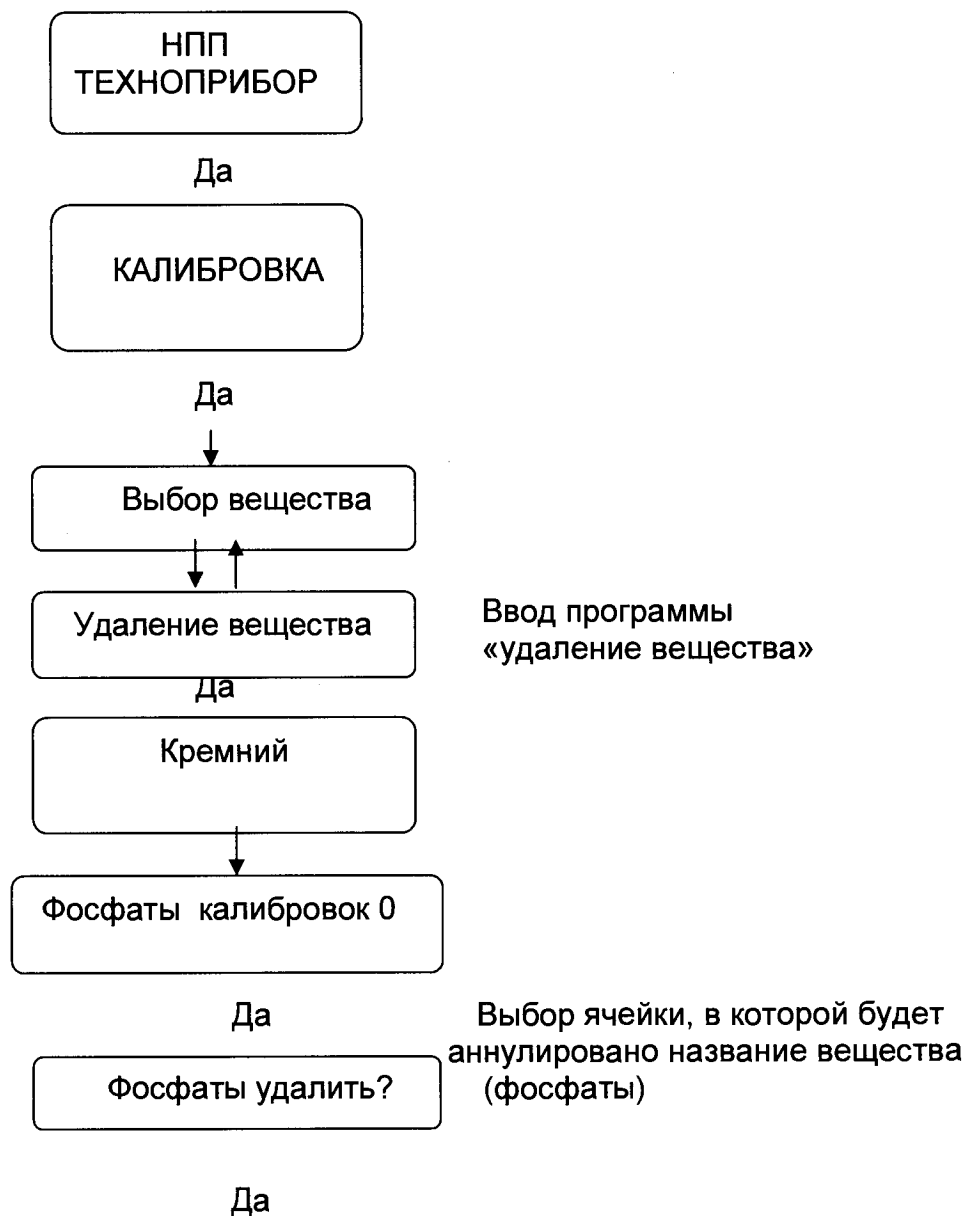 НПП
ТЕХНОПРИБОР
Да
КАЛИБРОВКА
Да
Выбор вещества
Удаление вещества
Ввод программы
«удаление вещества»
Да
Кремний
Фосфаты калибровок 0
Да
Выбор ячейки, в которой будет
аннулировано название вещества
(фосфаты)
Фосфаты удалить?
Да